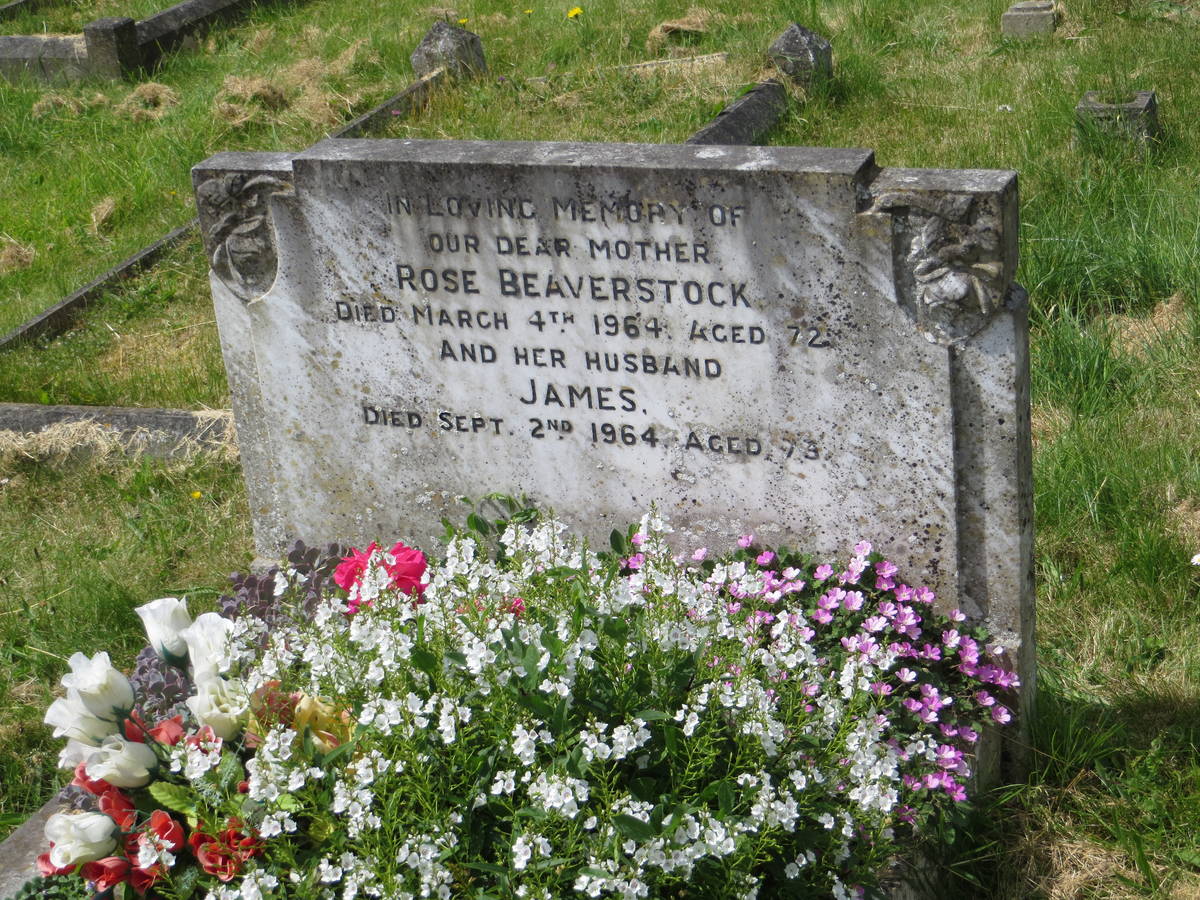 IN LOVING MEMORY OF
OUR DEAR MOTHER
ROSE BEAVERSTOCK
DIED MARCH 4TH 1964. AGED 72.
AND HER HUSBAND
JAMES.
DIED SEPT. 2ND 1964. AGED 73.